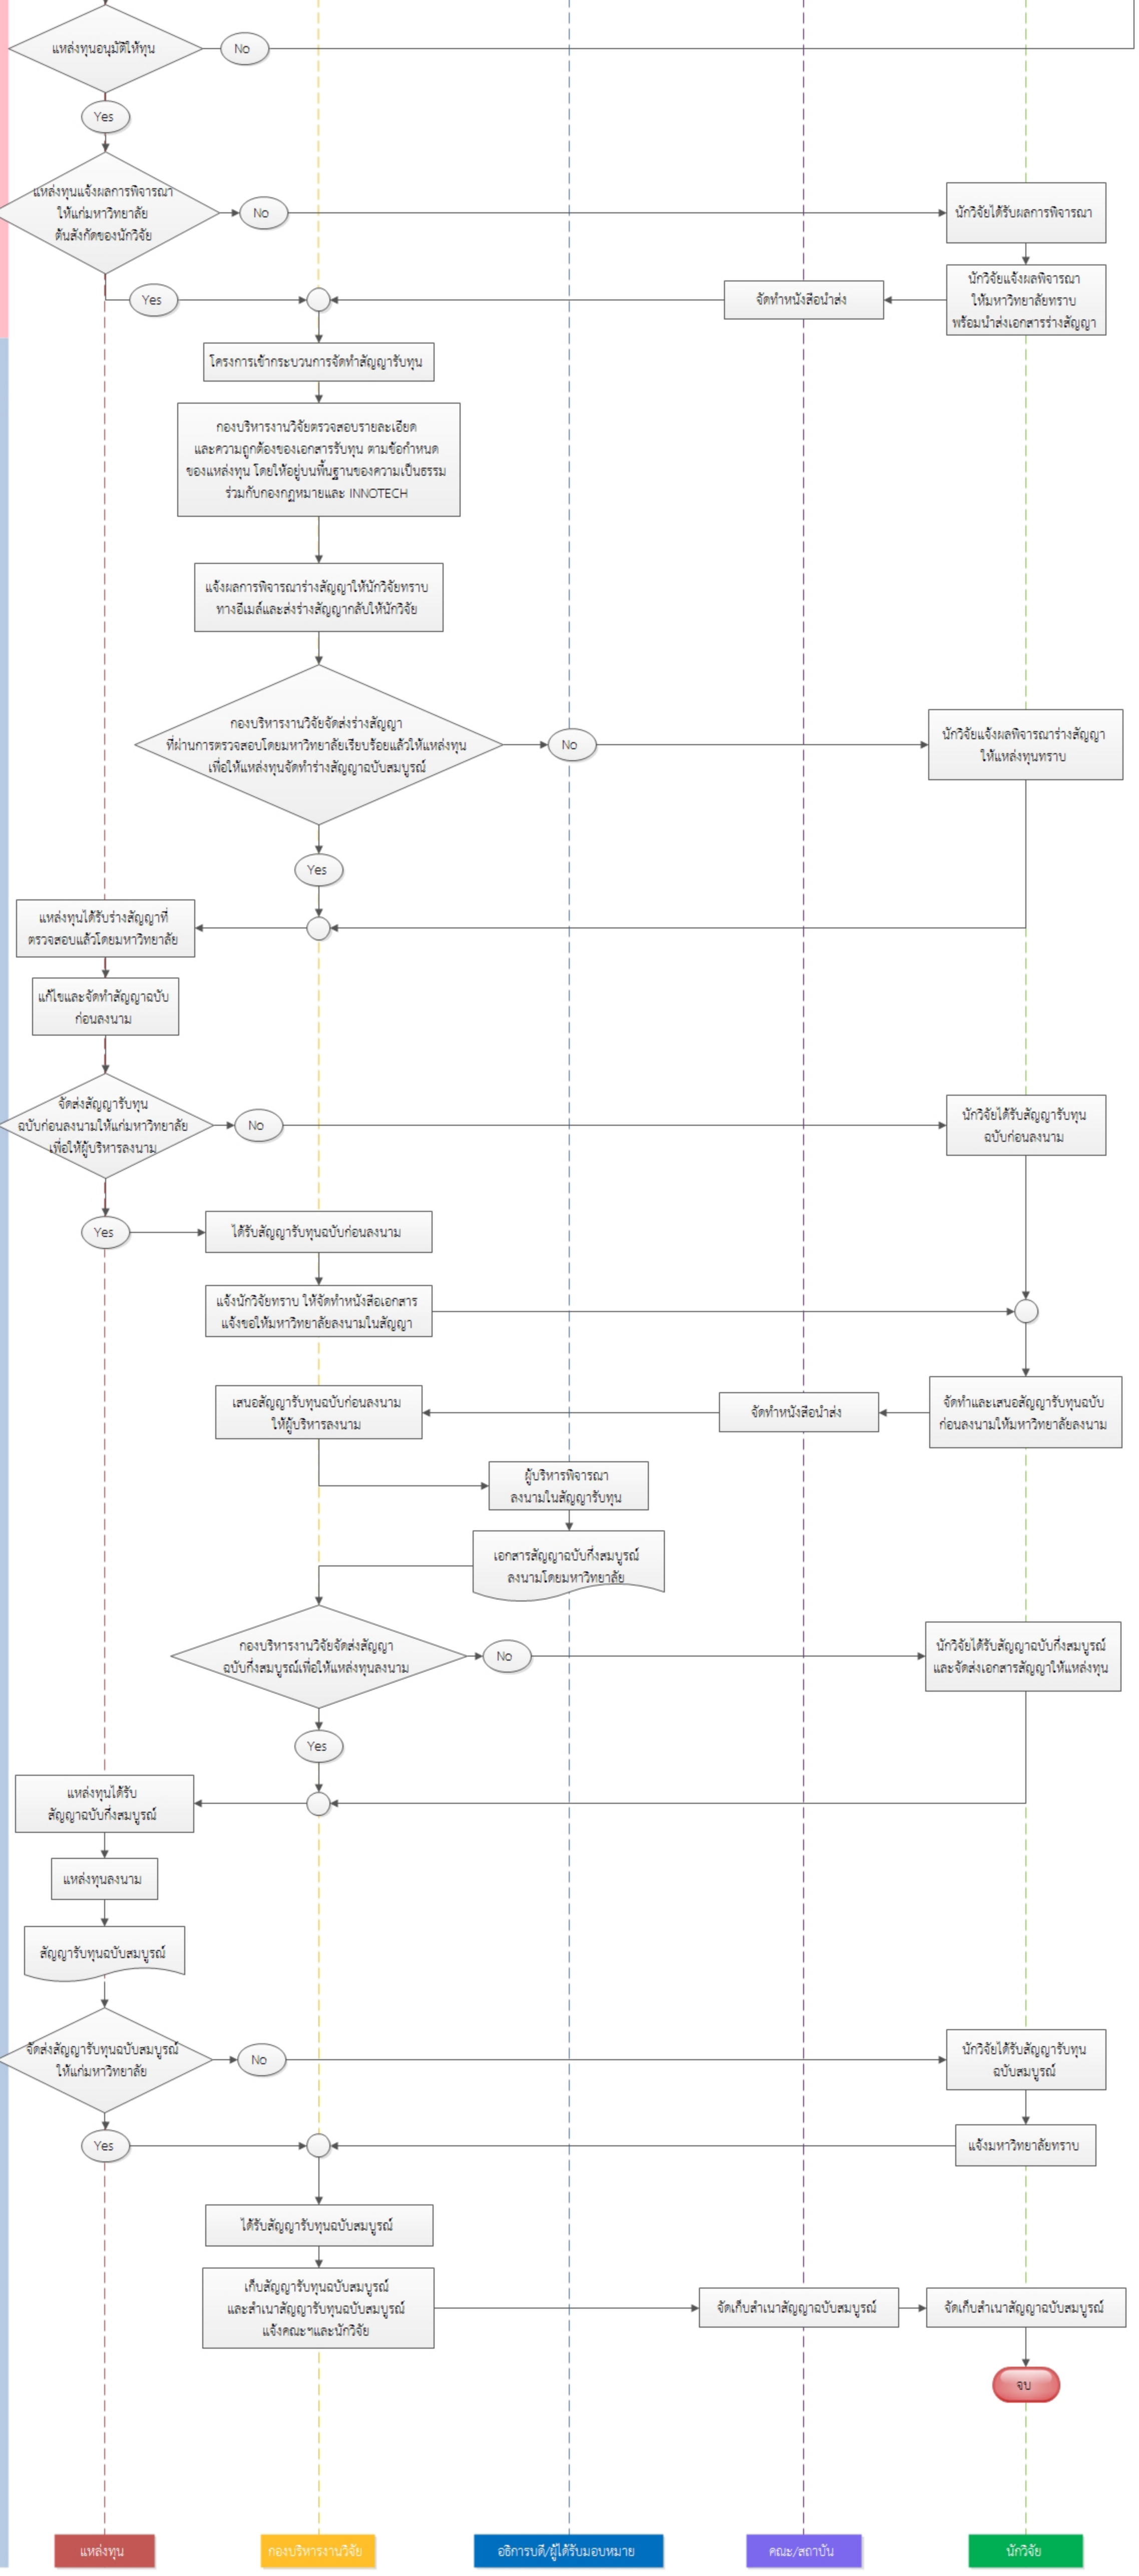 แหล่งทุนอนุมัติให้ทุน
No
Yes
แหล่งทุนแจ้งผลการพิจารณา
ให้แก่มหาวิทยาลัย
ต้นสังกัดของนักวิจัย
No
นักวิจัยได้รับผลการพิจารณา
Yes
จัดทำหนังสือนำส่ง
นักวิจัยแจ้งผลพิจารณา
ให้มหาวิทยาลัยทราบ
พร้อมนำส่งเอกสารร่างสัญญา
โครงการเข้ากระบวนการจัดทำสัญญารับทุน
กองบริหารงานวิจัยตรวจสอบรายละเอียด
และความถูกต้องของเอกสารรับทุน ตามข้อกำหนด
ของแหล่งทุน โดยให้อยู่บนพื้นฐานของความเป็นธรรม
ร่วมกับกองกฎหมายและ INNOTECH
แจ้งผลการพิจารณาร่างสัญญาให้นักวิจัยทราบ
ทางอีเมล์และส่งร่างสัญญากลับให้นักวิจัย
กองบริหารงานวิจัยจัดส่งร่างสัญญา
ที่ผ่านการตรวจสอบโดยมหาวิทยาลัยเรียบร้อยแล้วให้แหล่งทุน
เพื่อให้แหล่งทุนจัดทำร่างสัญญาฉบับสมบูรณ์
No
นักวิจัยแจ้งผลพิจารณาร่างสัญญา
ให้แหล่งทุนทราบ
Yes
แหล่งทุนได้รับร่างสัญญาที่
ตรวจสอบแล้วโดยมหาวิทยาลัย
แก้ไขและจัดทำสัญญาฉบับ
ก่อนลงนาม
จัดส่งสัญญารับทุน
ฉบับก่อนลงนามให้แก่มหาวิทยาลัย
เพื่อให้ผู้บริหารลงนาม
No
นักวิจัยได้รับสัญญารับทุน
ฉบับก่อนลงนาม
Yes
ได้รับสัญญารับทุนฉบับก่อนลงนาม
แจ้งนักวิจัยทราบ ให้จัดทำหนังสือเอกสาร
แจ้งขอให้มหาวิทยาลัยลงนามในสัญญา
เสนอสัญญารับทุนฉบับก่อนลงนาม
ให้ผู้บริหารลงนาม
จัดทำหนังสือนำส่ง
จัดทำและเสนอสัญญารับทุนฉบับ
ก่อนลงนามให้มหาวิทยาลัยลงนาม
ผู้บริหารพิจารณา
ลงนามในสัญญารับทุน
เอกสารสัญญาฉบับกึ่งสมบูรณ์
ลงนามโดยมหาวิทยาลัย
กองบริหารงานวิจัยจัดส่งสัญญา
ฉบับกึ่งสมบูรณ์เพื่อให้แหล่งทุนลงนาม
No
นักวิจัยได้รับสัญญาฉบับกึ่งสมบูรณ์
และจัดส่งเอกสารสัญญาให้แหล่งทุน
Yes
แหล่งทุนได้รับ
สัญญาฉบับกึ่งสมบูรณ์
แหล่งทุนลงนาม
สัญญารับทุนฉบับสมบูรณ์
จัดส่งสัญญารับทุนฉบับสมบูรณ์
ให้แก่มหาวิทยาลัย
No
นักวิจัยได้รับสัญญารับทุน
ฉบับสมบูรณ์
Yes
แจ้งมหาวิทยาลัยทราบ
ได้รับสัญญารับทุนฉบับสมบูรณ์
เก็บสัญญารับทุนฉบับสมบูรณ์
และสำเนาสัญญารับทุนฉบับสมบูรณ์
แจ้งคณะฯและนักวิจัย
จัดเก็บสำเนาสัญญาฉบับสมบูรณ์
จัดเก็บสำเนาสัญญาฉบับสมบูรณ์
จบ
แหล่งทุน
กองบริหารงานวิจัย
อธิการบดี/ผู้ได้รับมอบหมาย
คณะ/สถาบัน
นักวิจัย